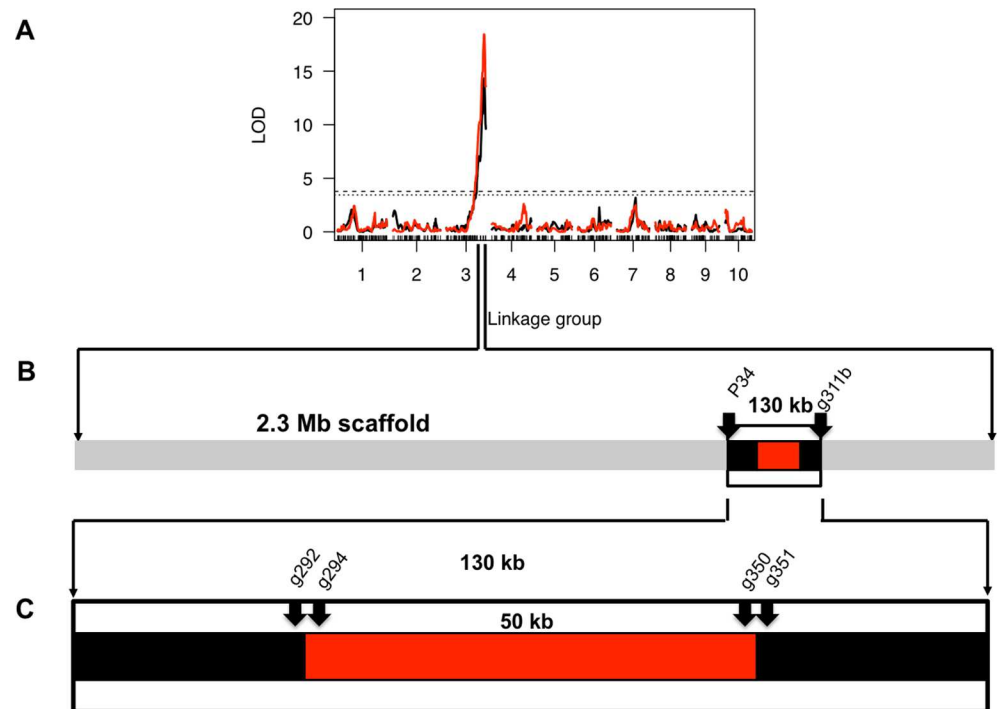 A
20
15
10
5
0
LOD
1 2 3 4 5 6 7 8 9 10
Linkage group
B
2.3 Mb scaffold
P34
130 kb
g311b
130 kb
g292
g294
g350
g351
C
50 kb